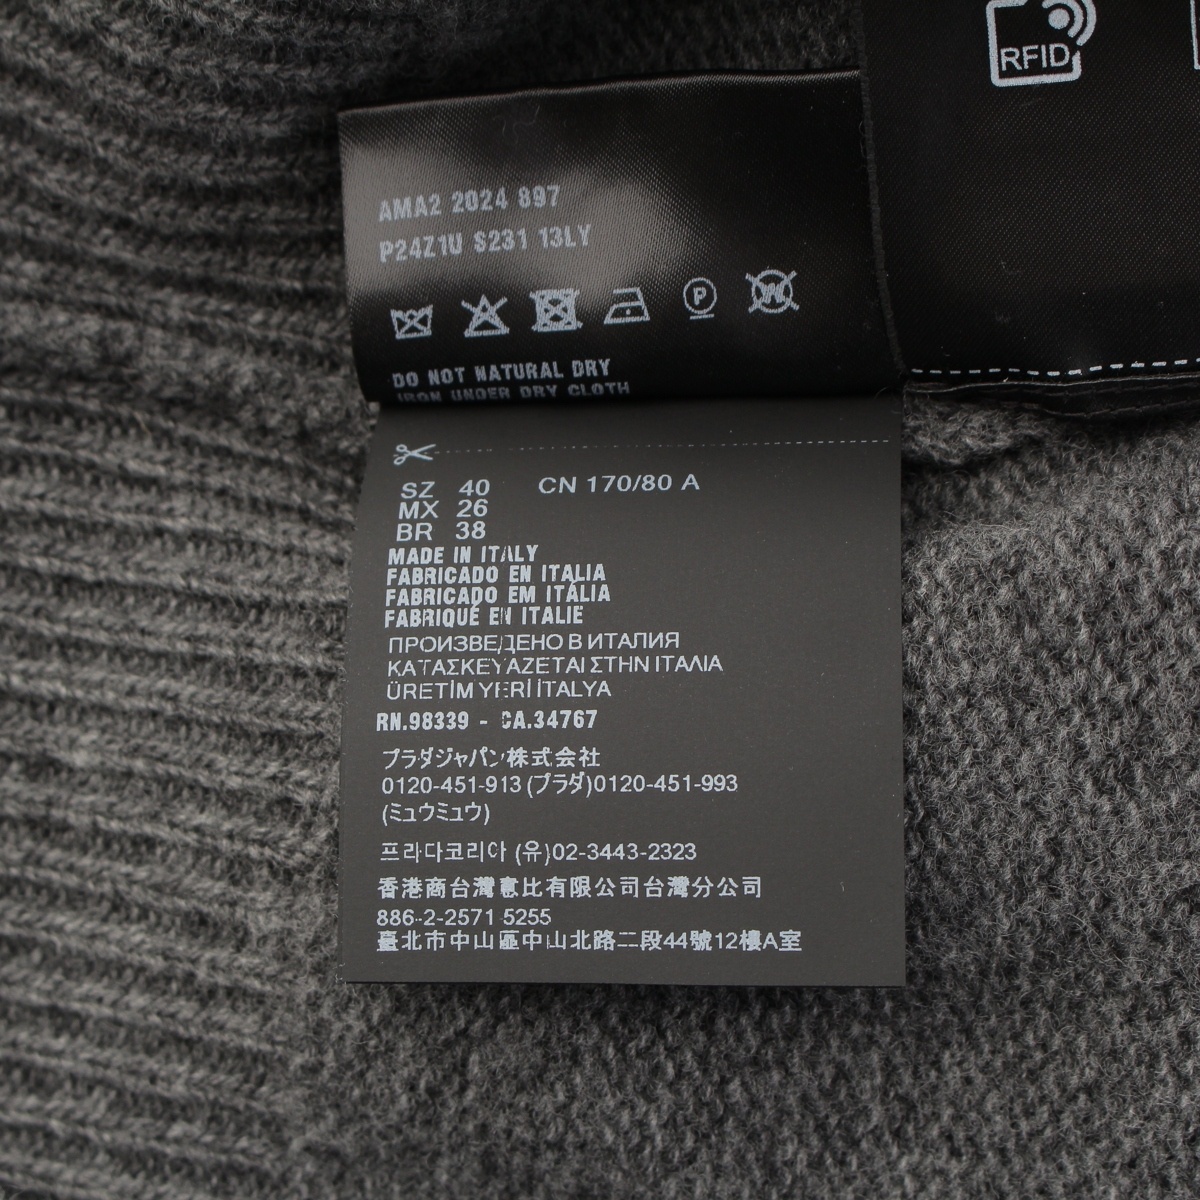 RFID
AMA2 2024 897
P24Z1U S231 13LY
P
W
DO NOT NATURAL DRY
IRON UNDER DRY CLOTH
SZ 40 CN 170/80 A
MX 26
BR 38
MADE IN ITALY
FABRICADO EN ITALIA
FABRICADO EM ITÁLIA
FABRIQUÉ EN ITALIE
ПРОИЗВЕДЕНО В ИТАЛИЯ
ΚΑΤΑΣΚΕΥΑΖΕΤΑΙ ΣΤΗΝ ΙΤΑΛΙΑ
ÜRETİM YERİ İTALYA
RN.98339 - CA.34767
プラダジャパン株式会社
0120-451-913 (プラダ)0120-451-993
(ミュウミュウ)
프라다코리아 (유)02-3443-2323
香港商台灣惠比有限公司台灣分公司
886-2-2571 5255
臺北市中山區中山北路二段44號12樓A室